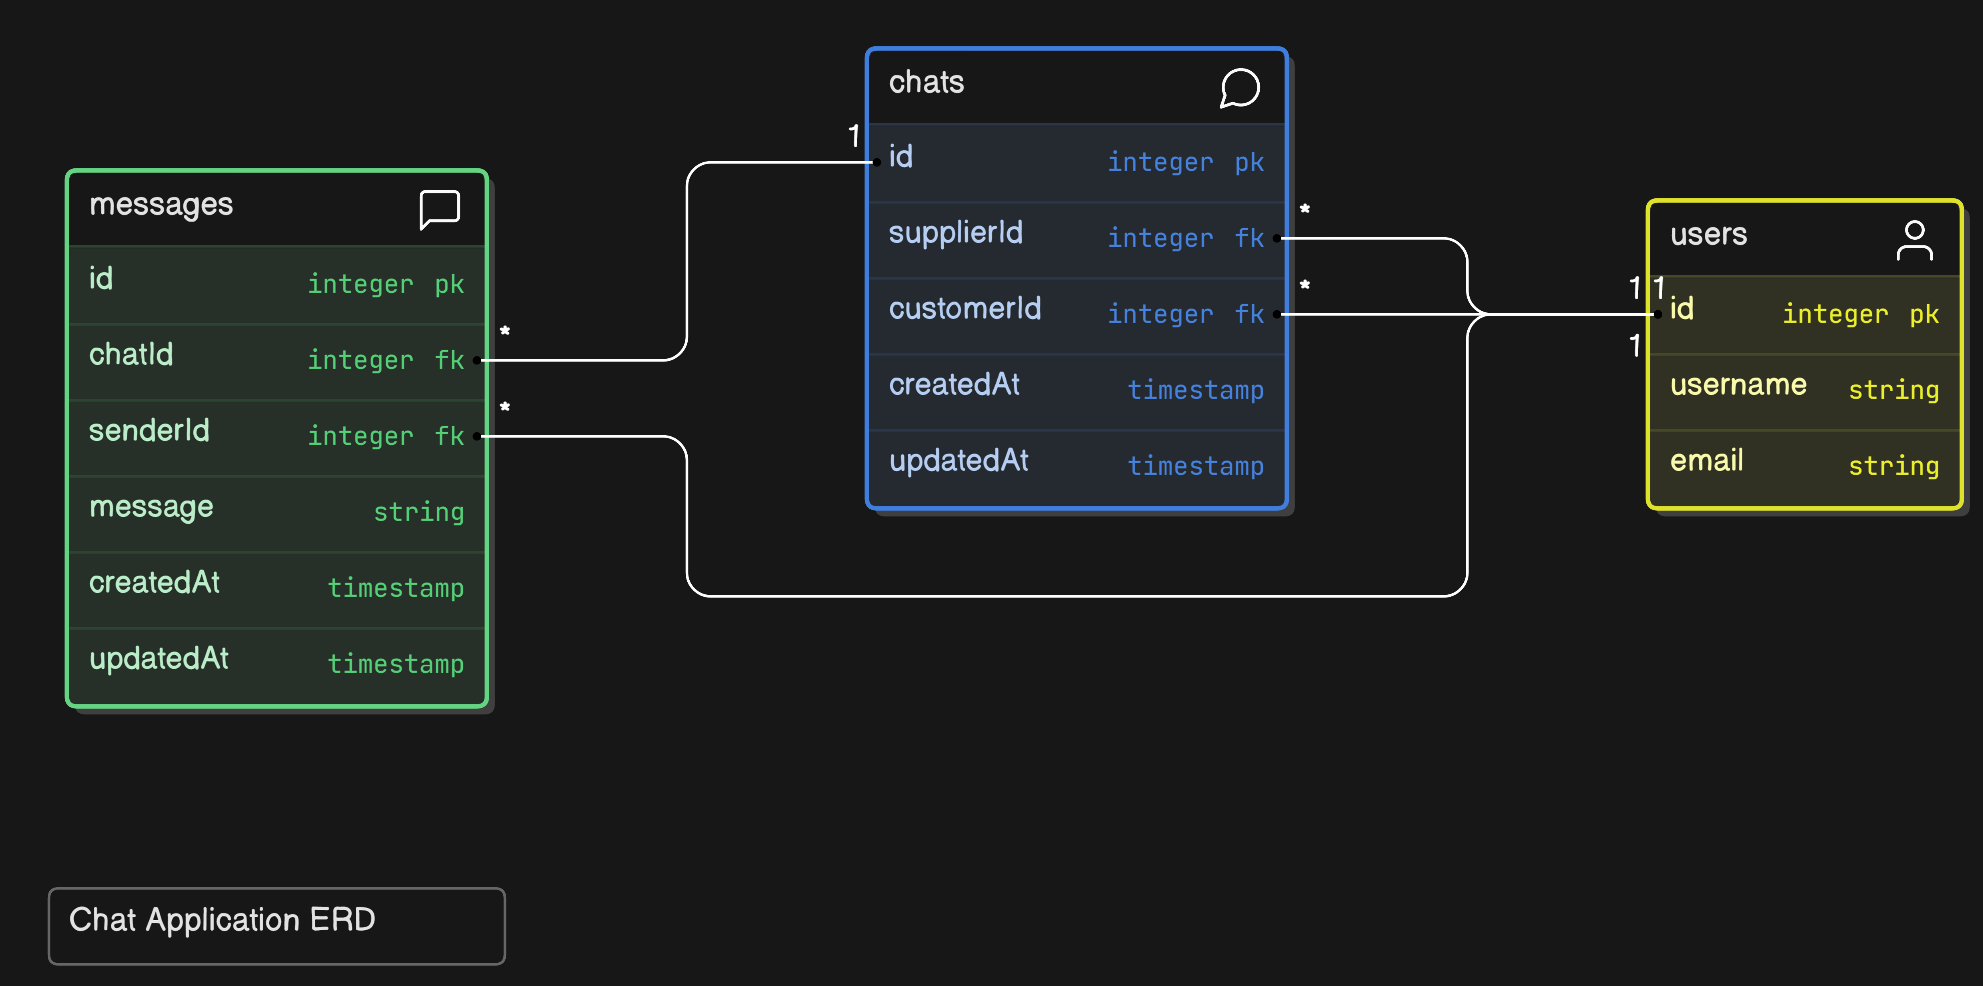 messages
id integer pk
chatId integer fk
senderId integer fk
message string
createdAt timestamp
updatedAt timestamp
*
*
1
chats
id integer pk
supplierId integer fk
customerId integer fk
createdAt timestamp
updatedAt timestamp
*
*
1 1
1
users
id integer pk
username string
email string
Chat Application ERD